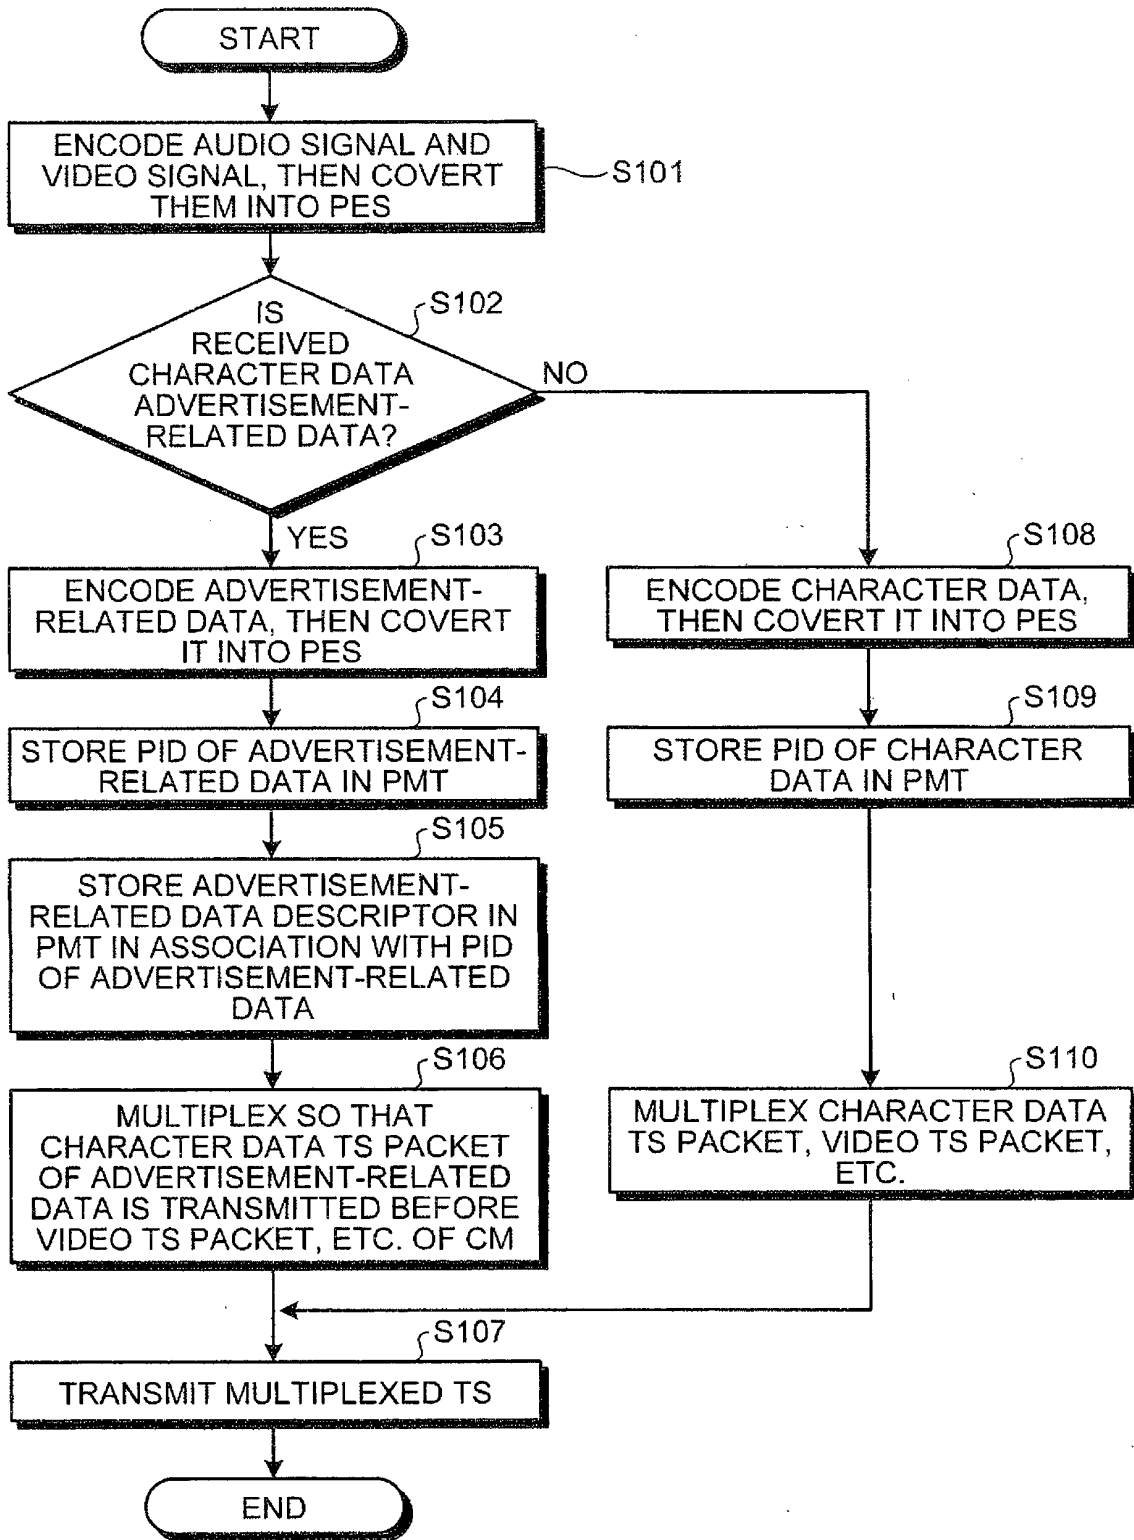 START
ENCODE AUDIO SIGNAL AND
VIDEO SIGNAL, THEN COVERT
THEM INTO PES
S101
IS
RECEIVED
CHARACTER DATA
ADVERTISEMENT-
RELATED DATA?
S102
NO
YES
S103
ENCODE ADVERTISEMENT-
RELATED DATA, THEN COVERT
IT INTO PES
S104
STORE PID OF ADVERTISEMENT-
RELATED DATA IN PMT
S105
STORE ADVERTISEMENT-
RELATED DATA DESCRIPTOR IN
PMT IN ASSOCIATION WITH PID
OF ADVERTISEMENT-RELATED
DATA
S106
MULTIPLEX SO THAT
CHARACTER DATA TS PACKET
OF ADVERTISEMENT-RELATED
DATA IS TRANSMITTED BEFORE
VIDEO TS PACKET, ETC. OF CM
S108
ENCODE CHARACTER DATA,
THEN COVERT IT INTO PES
S109
STORE PID OF CHARACTER
DATA IN PMT
S110
MULTIPLEX CHARACTER DATA
TS PACKET, VIDEO TS PACKET,
ETC.
S107
TRANSMIT MULTIPLEXED TS
END